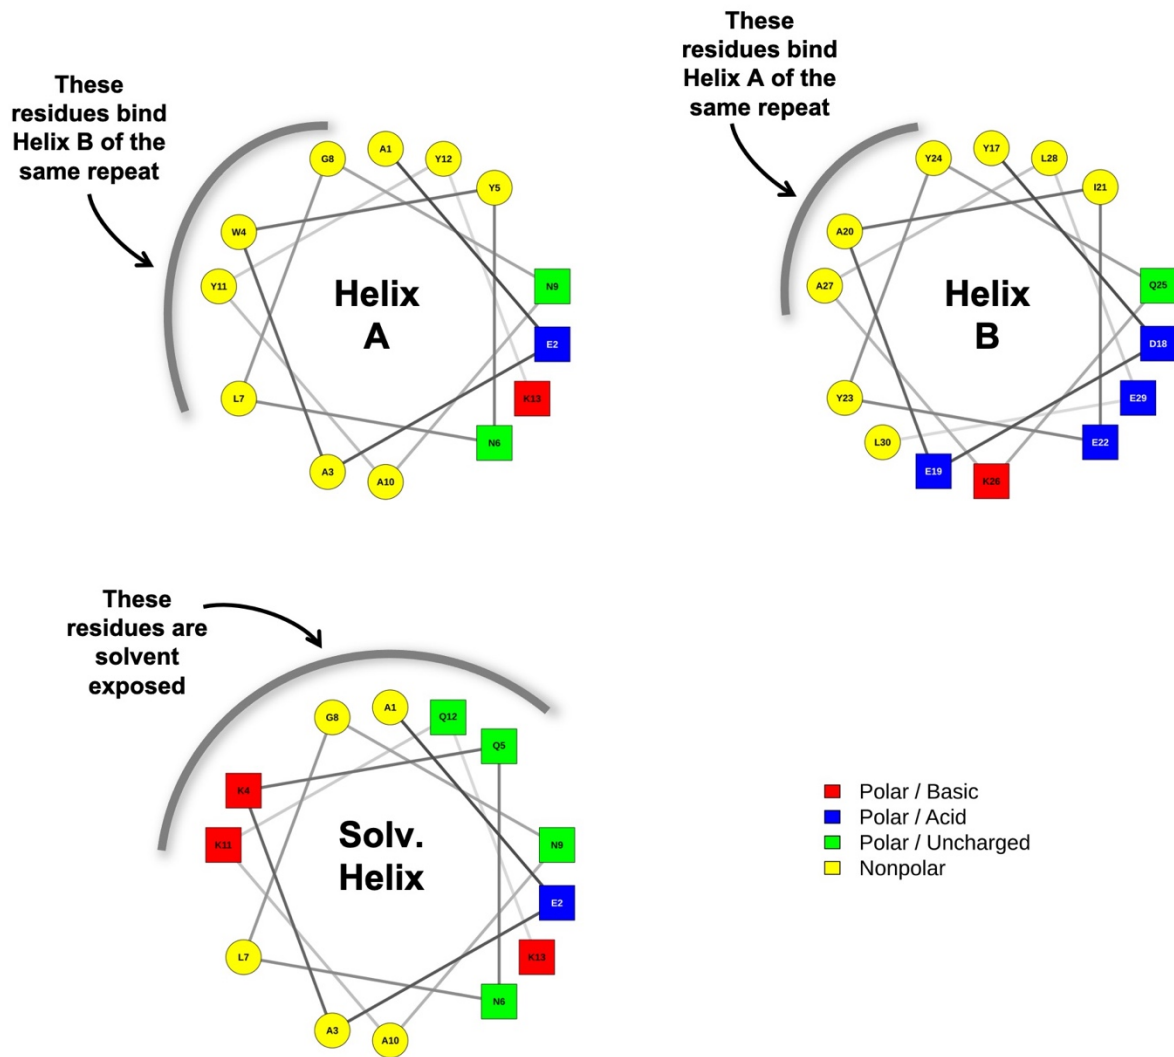 These
residues bind
Helix B of the
same repeat
G8
A1
Y12
Y5
W4
Y11
N9
E2
K13
L7
N6
A3
A10
Helix
A
These
residues bind
Helix A of the
same repeat
Y24
Y17
L28
I21
A20
A27
Q25
D18
E29
Y23
L30
E22
E19
K26
Helix
B
These
residues are
solvent
exposed
G8
A1
Q12
Q5
K4
K11
N9
E2
K13
L7
N6
A3
A10
Solv.
Helix
Polar / Basic
Polar / Acid
Polar / Uncharged
Nonpolar